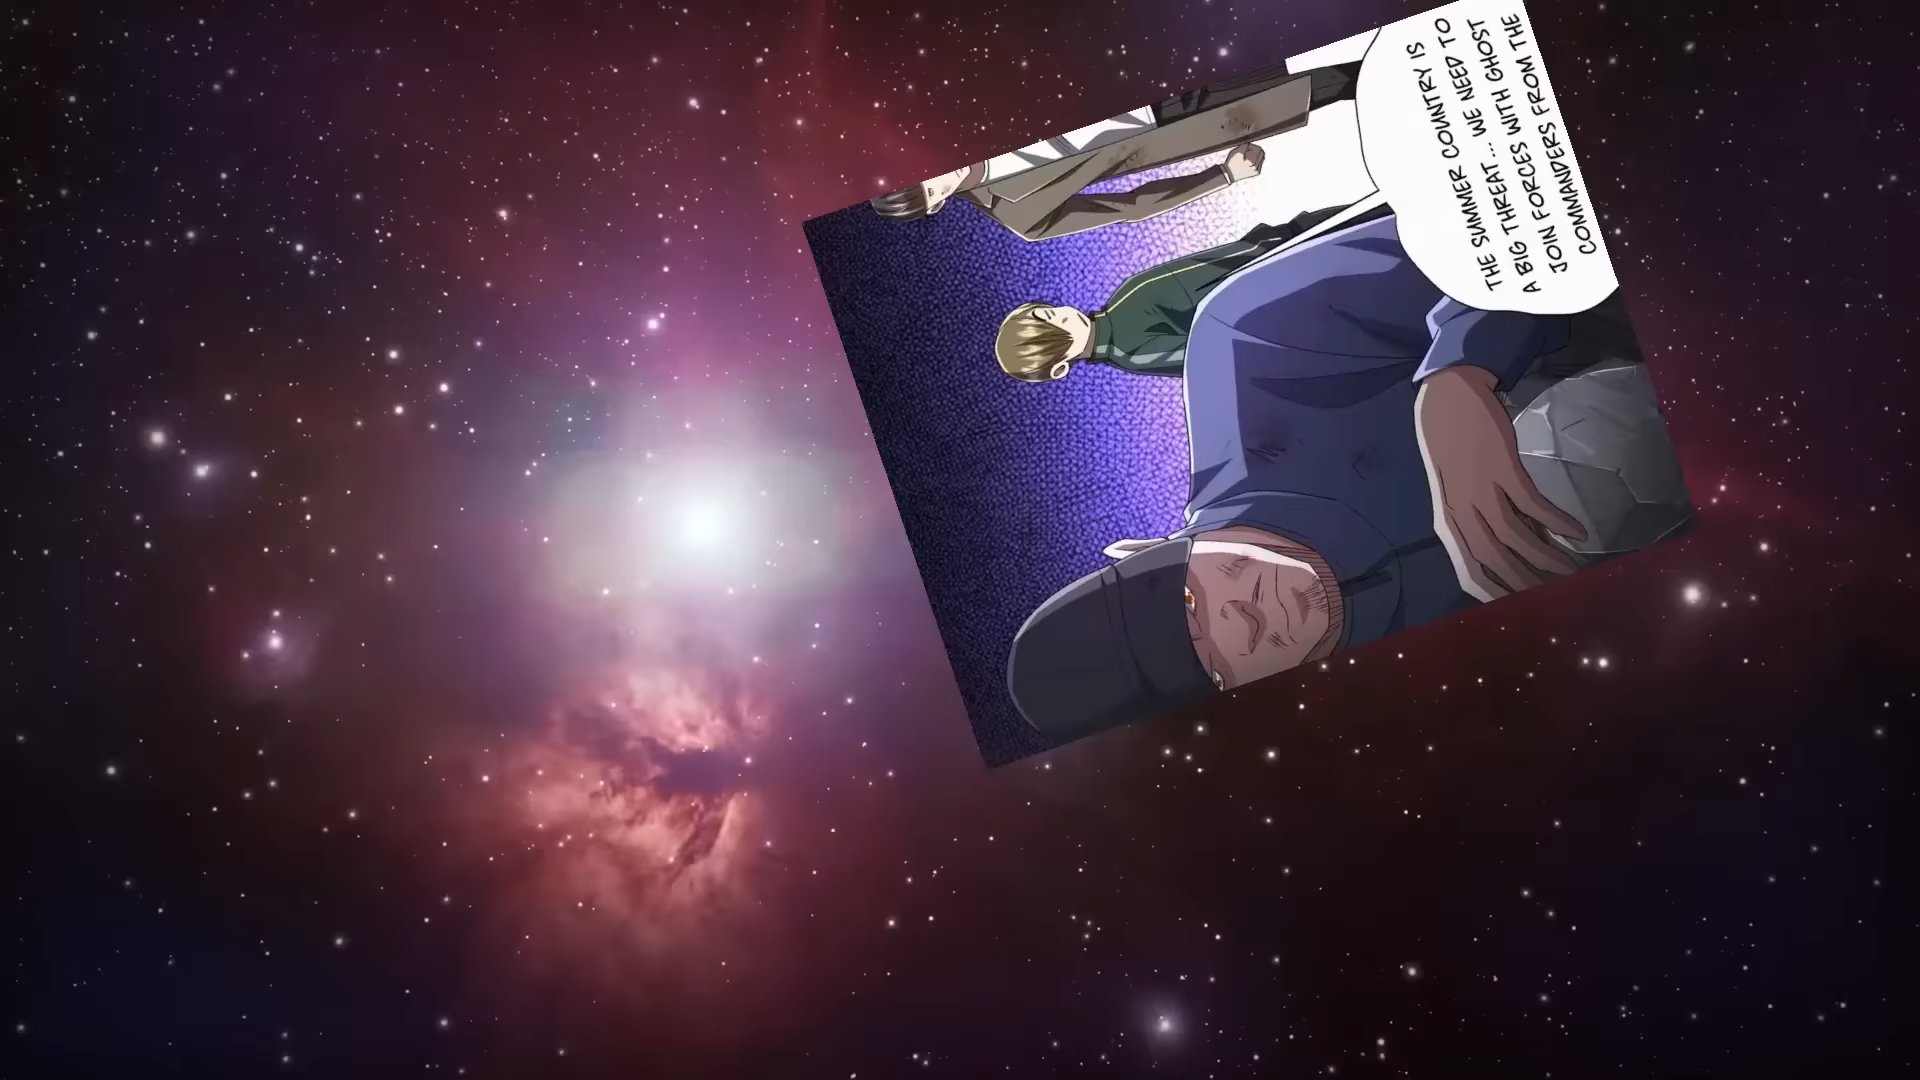 THE SUMMER COUNTRY IS
A BIG THREAT... WE NEED TO
JOIN FORCES WITH GHOST
COMMANDERS FROM THE